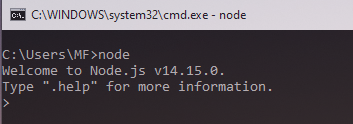 C:\WINDOWS\system32\cmd.exe - node
C:\Users\MF>node
Welcome to Node.js v14.15.0.
Type ".help" for more information.
>